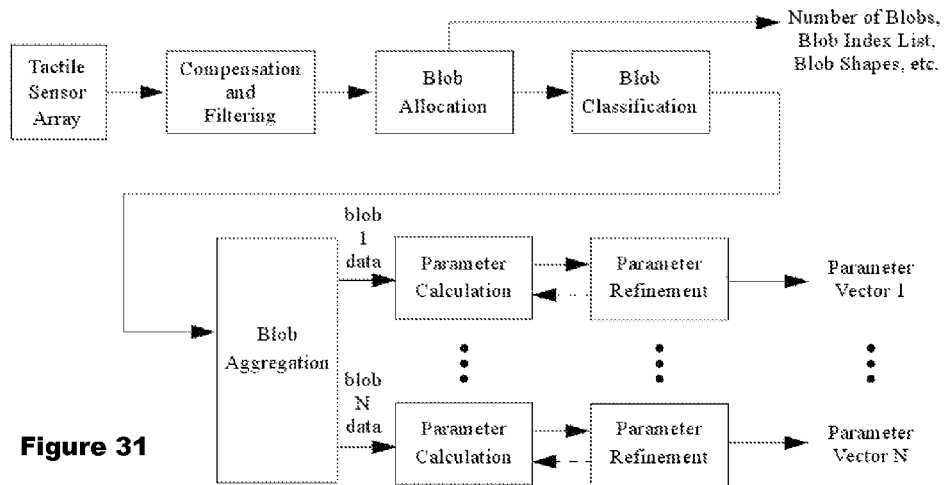 Number of Blobs,
Blob Index List,
Blob Shapes, etc.
Tactile
Sensor
Array
Compensation
and
Filtering
Blob
Allocation
Blob
Classification
blob
1
data
Parameter
Calculation
Parameter
Refinement
Parameter
Vector 1
Blob
Aggregation
blob
N
data
Parameter
Calculation
Parameter
Refinement
Parameter
Vector N
Figure 31